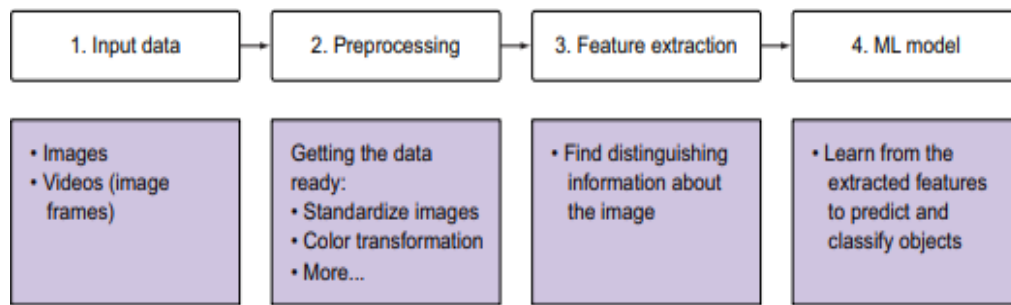 1. Input data
2. Preprocessing
3. Feature extraction
4. ML model
• Images
• Videos (image
frames)
Getting the data
ready:
• Standardize images
• Color transformation
• More...
• Find distinguishing
information about
the image
• Learn from the
extracted features
to predict and
classify objects